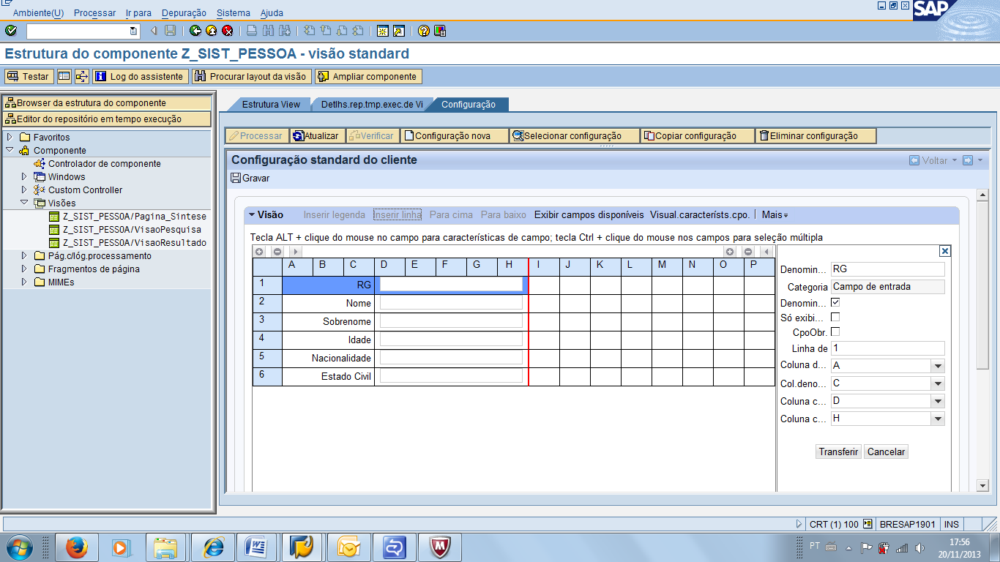 Ambiente(U) Processar Ir para Depuração Sistema Ajuda
SAP
Estrutura do componente Z_SIST_PESSOA - visão standard
Testar Log do assistente Procurar layout da visão Ampliar componente
Browser da estrutura do componente
Editor do repositório em tempo execução
Favoritos
Componente
Controlador de componente
Windows
Custom Controller
Visões
Z_SIST_PESSOA/Pagina_Sintese
Z_SIST_PESSOA/VisaoPesquisa
Z_SIST_PESSOA/VisaoResultado
Pág.c/lóg.processamento
Fragmentos de página
MIMEs
Estrutura View Detlhs.rep.tmp.exec.de Vi Configuração
Processar Atualizar Verificar Configuração nova Selecionar configuração Copiar configuração Eliminar configuração
Configuração standard do cliente Voltar
Gravar
Visão Inserir legenda Inserir linha Para cima Para baixo Exibir campos disponíveis Visual.característs.cpo. Mais
Tecla ALT + clique do mouse no campo para características de campo; tecla Ctrl + clique do mouse nos campos para seleção múltipla
A B C D E F G H I J K L M N O P
1 RG
2 Nome
3 Sobrenome
4 Idade
5 Nacionalidade
6 Estado Civil
Denomin... RG
Categoria Campo de entrada
Denomin...
Só exibi...
CpoObr.
Linha de 1
Coluna d... A
Col.deno... C
Coluna c... D
Coluna c... H
Transferir Cancelar
CRT (1) 100 BRESAP1901 INS
PT 17:56
20/11/2013